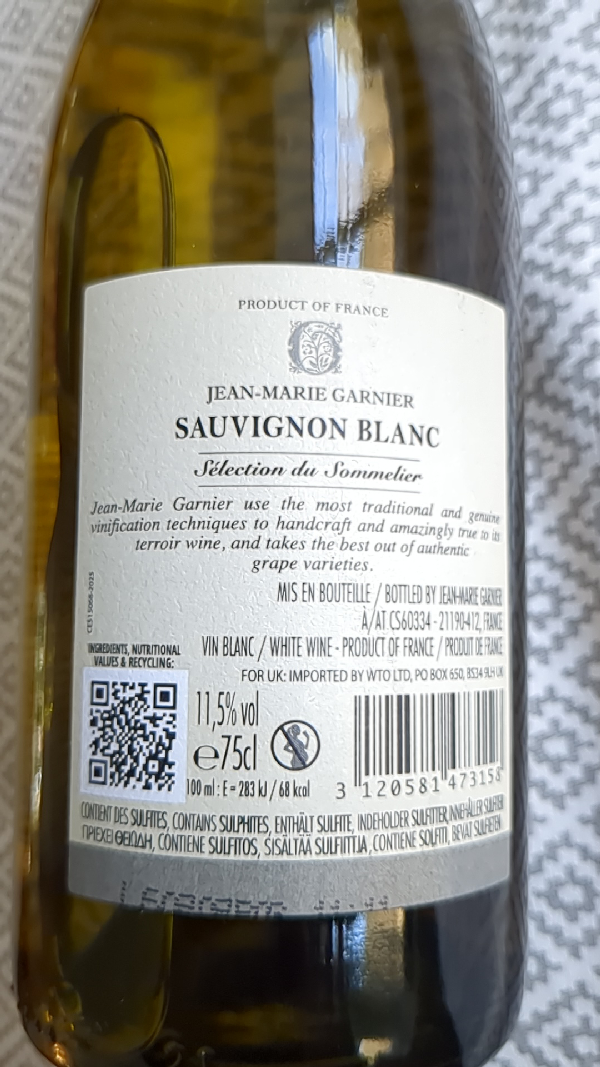 PRODUCT OF FRANCE
JEAN-MARIE GARNIER
SAUVIGNON BLANC
Sélection du Sommelier
Jean-Marie Garnier use the most traditional and genuine
vinification techniques to handcraft and amazingly true to its
terroir wine, and takes the best out of authentic
grape varieties.
MIS EN BOUTEILLE / BOTTLED BY JEAN-MARIE GARNIER
À/AT CS60334 - 21190-412, FRANCE
VIN BLANC / WHITE WINE - PRODUCT OF FRANCE / PRODUIT DE FRANCE
FOR UK: IMPORTED BY WTO LTD, PO BOX 650, BS34 9LH UK
INGREDIENTS, NUTRITIONAL
VALUES & RECYCLING:
11,5% vol
e75cl
100 ml : E = 283 kJ / 68 kcal
3 120581 473158
CONTIENT DES SULFITES, CONTAINS SULPHITES, ENTHÄLT SULFITE, INDEHOLDER SULFITTER, INNEHÅLLER SULFITER
ΠΕΡΙΕΧΕΙ ΘΕΙΩΔΗ, CONTIENE SULFITOS, SISÄLTÄÄ SULFIITTJA, CONTIENE SOLFITI, BEVAT SULFIETEN